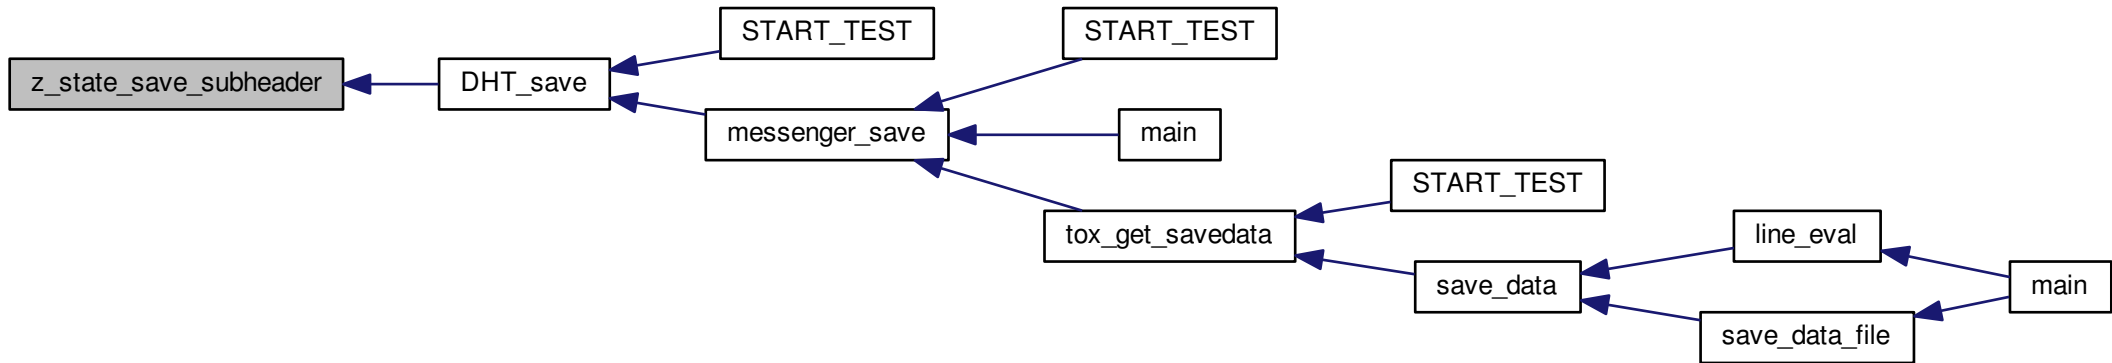 z_state_save_subheader
DHT_save
START_TEST
messenger_save
START_TEST
main
tox_get_savedata
START_TEST
save_data
line_eval
save_data_file
main